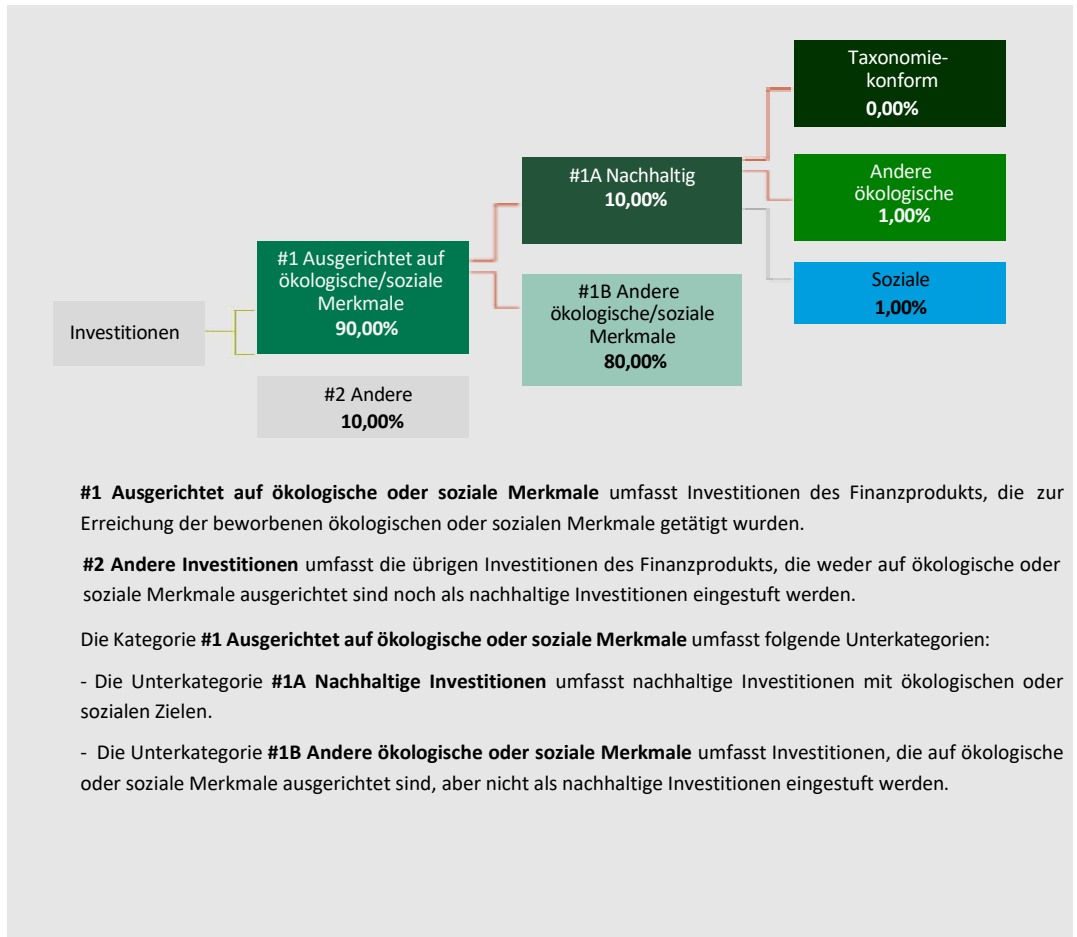 Taxonomie-
konform
0,00%
#1A Nachhaltig
10,00%
Andere
ökologische
1,00%
#1 Ausgerichtet auf
ökologische/soziale
Merkmale
90,00%
#1B Andere
ökologische/soziale
Merkmale
80,00%
Soziale
1,00%
Investitionen
#2 Andere
10,00%
#1 Ausgerichtet auf ökologische oder soziale Merkmale umfasst Investitionen des Finanzprodukts, die zur
Erreichung der beworbenen ökologischen oder sozialen Merkmale getätigt wurden.
#2 Andere Investitionen umfasst die übrigen Investitionen des Finanzprodukts, die weder auf ökologische oder
soziale Merkmale ausgerichtet sind noch als nachhaltige Investitionen eingestuft werden.
Die Kategorie #1 Ausgerichtet auf ökologische oder soziale Merkmale umfasst folgende Unterkategorien:
- Die Unterkategorie #1A Nachhaltige Investitionen umfasst nachhaltige Investitionen mit ökologischen oder
sozialen Zielen.
- Die Unterkategorie #1B Andere ökologische oder soziale Merkmale umfasst Investitionen, die auf ökologische
oder soziale Merkmale ausgerichtet sind, aber nicht als nachhaltige Investitionen eingestuft werden.